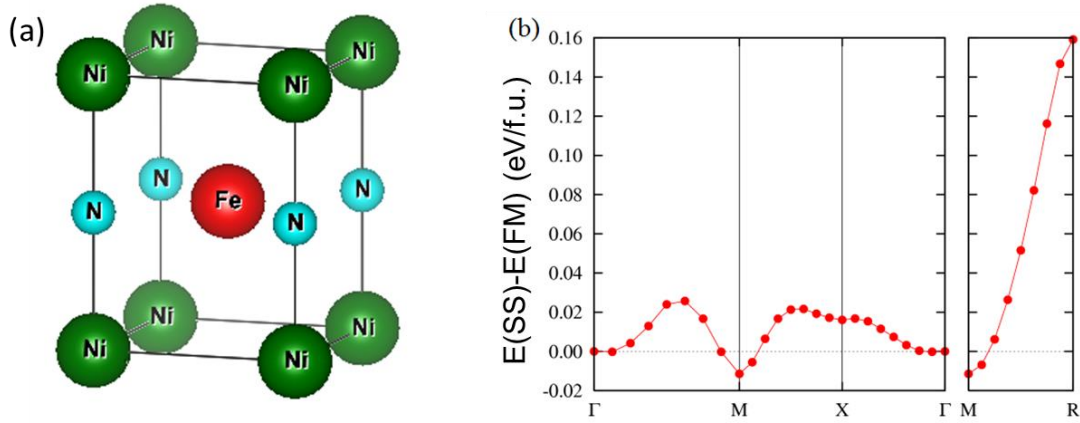 (a)
Ni
Ni
Ni
Ni
N
N
Fe
N
N
Ni
Ni
Ni
Ni
(b)
E(SS)-E(FM) (eV/f.u.)
0.16
0.14
0.12
0.10
0.08
0.06
0.04
0.02
0.00
-0.02
Γ M X Γ M R